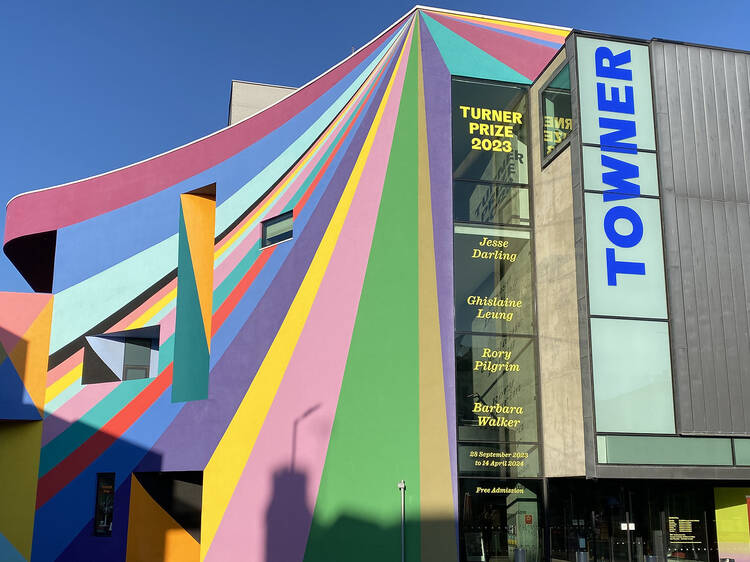 TURNER
PRIZE
2023
Jesse
Darling
Ghislaine
Leung
Rory
Pilgrim
Barbara
Walker
28 September 2023
to 14 April 2024
Free Admission
TOWNER